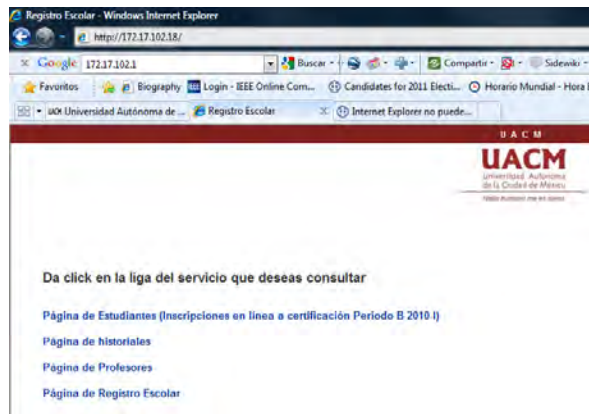 Registro Escolar - Windows Internet Explorer
http://172.17.102.18/
Google 172.17.102.1 Buscar Compartir Sidewiki
Favoritos Biography Login - IEEE Online Com... Candidates for 2011 Electi... Horario Mundial - Hora
UACM Universidad Autónoma de ... Registro Escolar Internet Explorer no puede...
U A C M
UACM
Universidad Autónoma
de la Ciudad de México
Da click en la liga del servicio que deseas consultar
Página de Estudiantes (Inscripciones en línea a certificación Periodo B 2010-I)
Página de historiales
Página de Profesores
Página de Registro Escolar